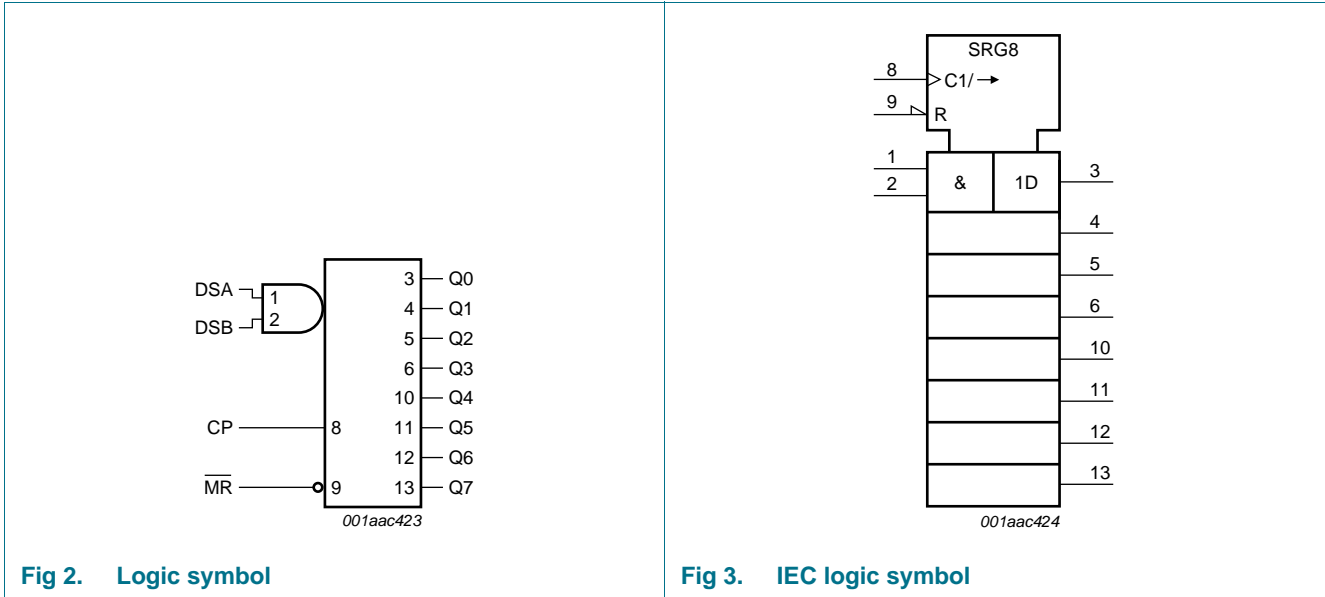 DSA
DSB
1
2
CP
8
MR
9
3 Q0
4 Q1
5 Q2
6 Q3
10 Q4
11 Q5
12 Q6
13 Q7
001aac423
Fig 2. Logic symbol
SRG8
8
C1/→
9
R
1
2
&
1D
3
4
5
6
10
11
12
13
001aac424
Fig 3. IEC logic symbol